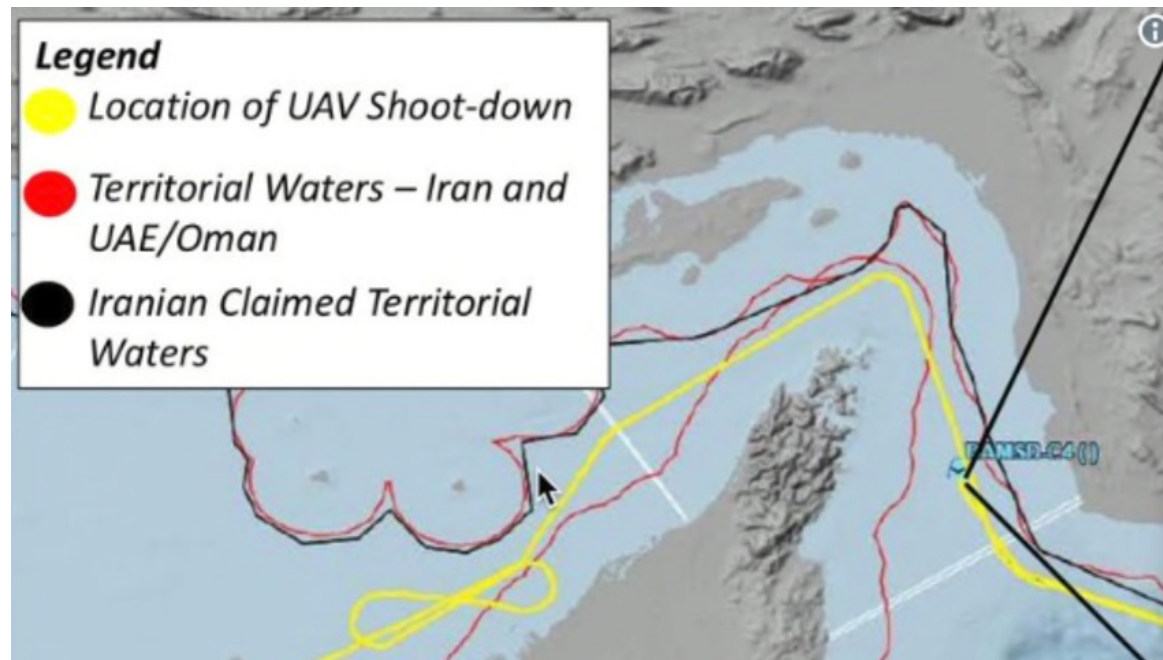 Legend
Location of UAV Shoot-down
Territorial Waters – Iran and
UAE/Oman
Iranian Claimed Territorial
Waters